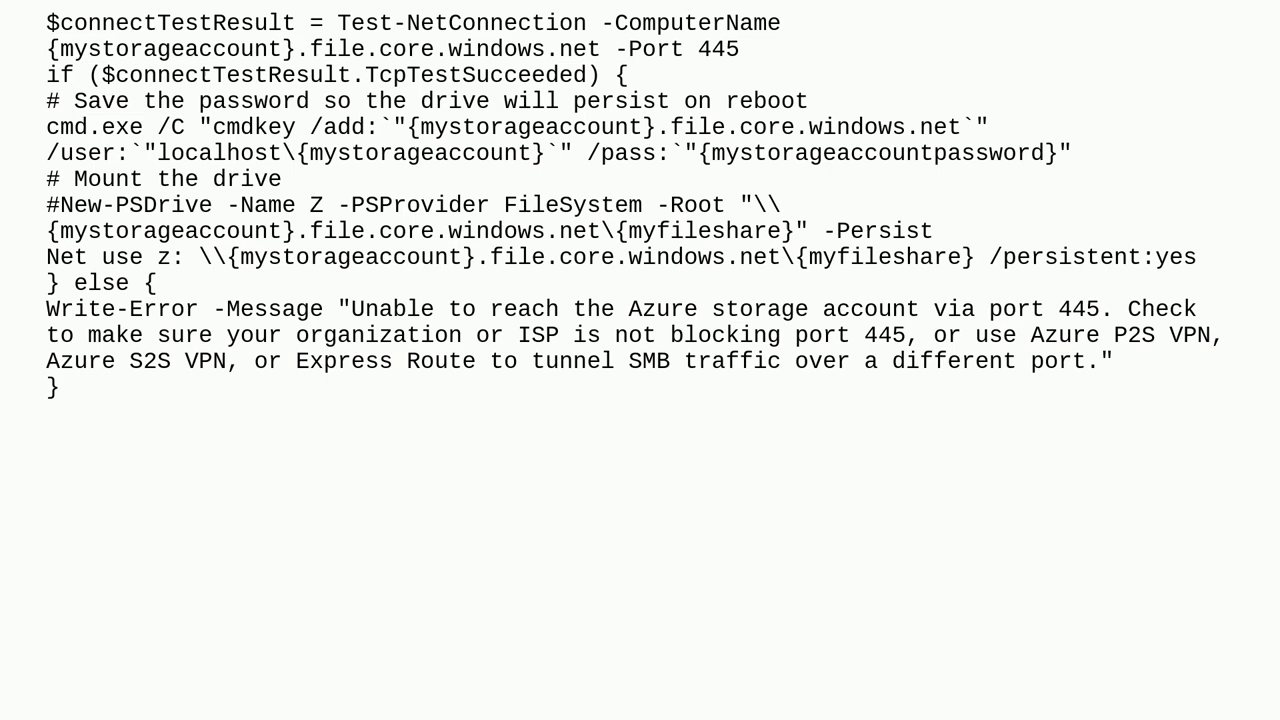 $connectTestResult = Test-NetConnection -ComputerName
{mystorageaccount}.file.core.windows.net -Port 445
if ($connectTestResult.TcpTestSucceeded) {
# Save the password so the drive will persist on reboot
cmd.exe /C "cmdkey /add:`"{mystorageaccount}.file.core.windows.net`"
/user:`"localhost\{mystorageaccount}`" /pass:`"{mystorageaccountpassword}"
# Mount the drive
#New-PSDrive -Name Z -PSProvider FileSystem -Root "\\
{mystorageaccount}.file.core.windows.net\{myfileshare}" -Persist
Net use z: \\{mystorageaccount}.file.core.windows.net\{myfileshare} /persistent:yes
} else {
Write-Error -Message "Unable to reach the Azure storage account via port 445. Check
to make sure your organization or ISP is not blocking port 445, or use Azure P2S VPN,
Azure S2S VPN, or Express Route to tunnel SMB traffic over a different port."
}